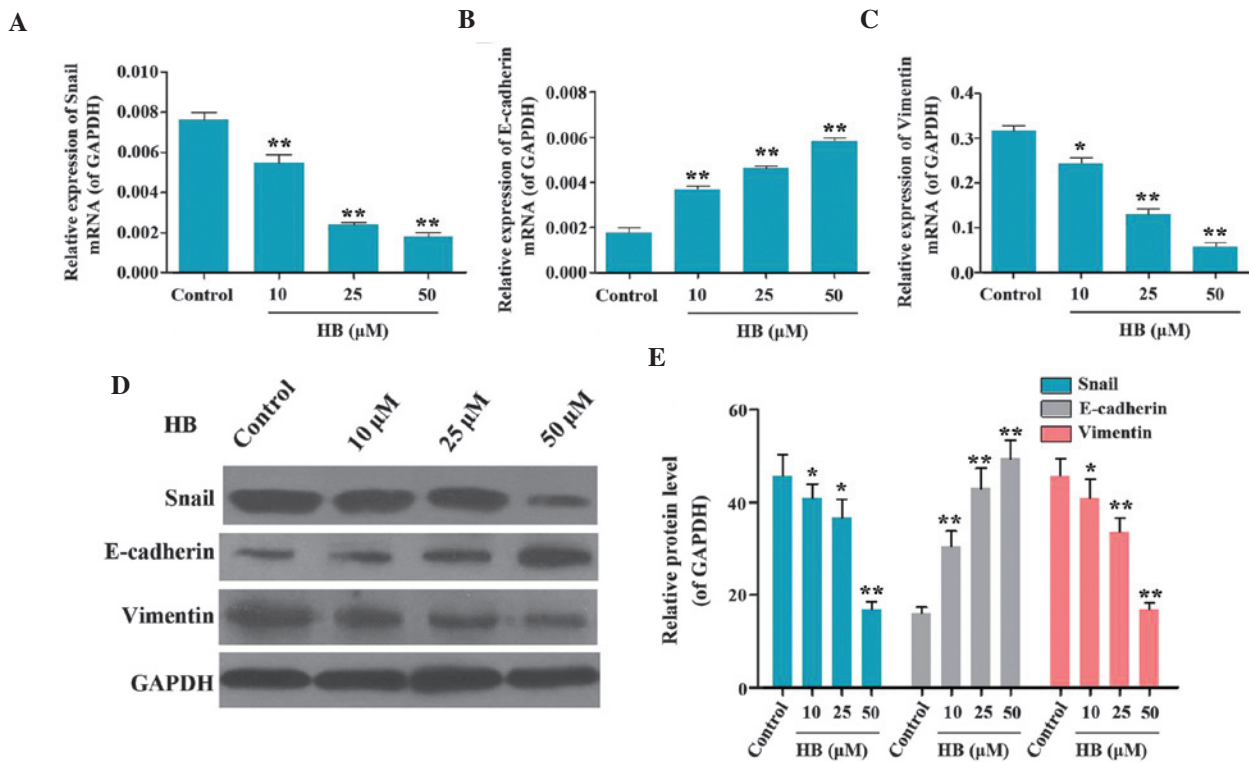 A
Relative expression of Snail
mRNA (of GAPDH)
0.010
0.008
0.006
0.004
0.002
0.000
**
**
**
Control
10
25
50
HB (µM)
B
Relative expression of E-cadherin
mRNA (of GAPDH)
0.008
0.006
0.004
0.002
0.000
**
**
**
Control
10
25
50
HB (µM)
C
Relative expression of Vimentin
mRNA (of GAPDH)
0.4
0.3
0.2
0.1
0.0
*
**
**
Control
10
25
50
HB (µM)
D
HB
Control
10 µM
25 µM
50 µM
Snail
E-cadherin
Vimentin
GAPDH
E
Snail
E-cadherin
Vimentin
Relative protein level
(of GAPDH)
60
40
20
0
*
*
**
**
**
**
*
**
**
Control
10
25
50
HB (µM)
Control
10
25
50
HB (µM)
Control
10
25
50
HB (µM)